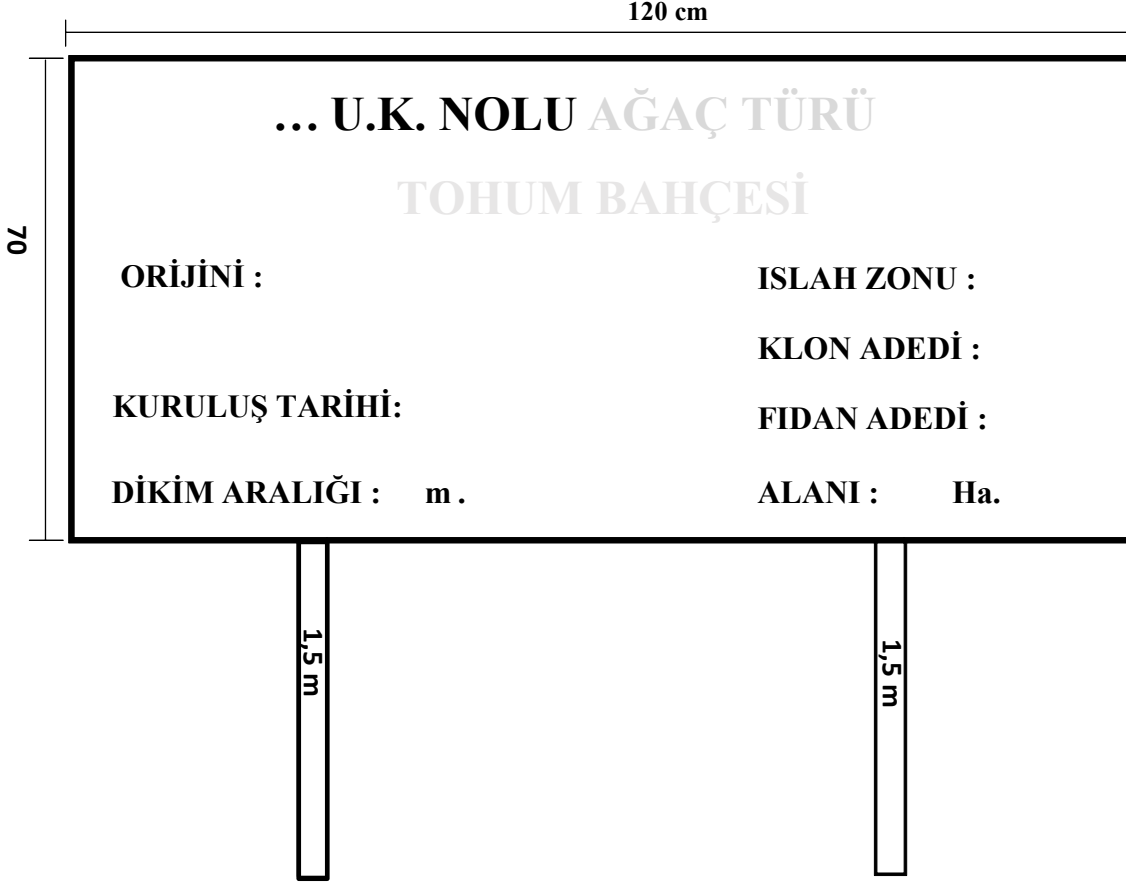 120 cm
… U.K. NOLU AĞAÇ TÜRÜ
TOHUM BAHÇESİ
70
ORİJİNİ :
ISLAH ZONU :
KLON ADEDİ :
KURULUŞ TARİHİ:
FIDAN ADEDİ :
DİKİM ARALIĞI : m .
ALANI : Ha.
1,5 m
1,5 m